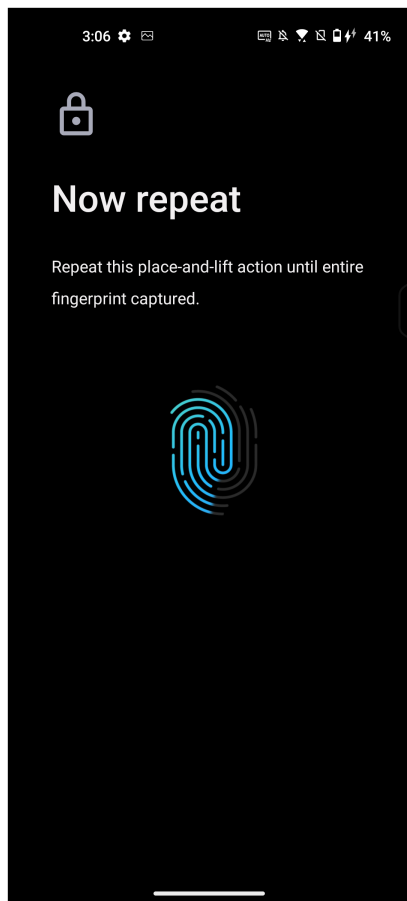 3:06 41%
Now repeat
Repeat this place-and-lift action until entire
fingerprint captured.